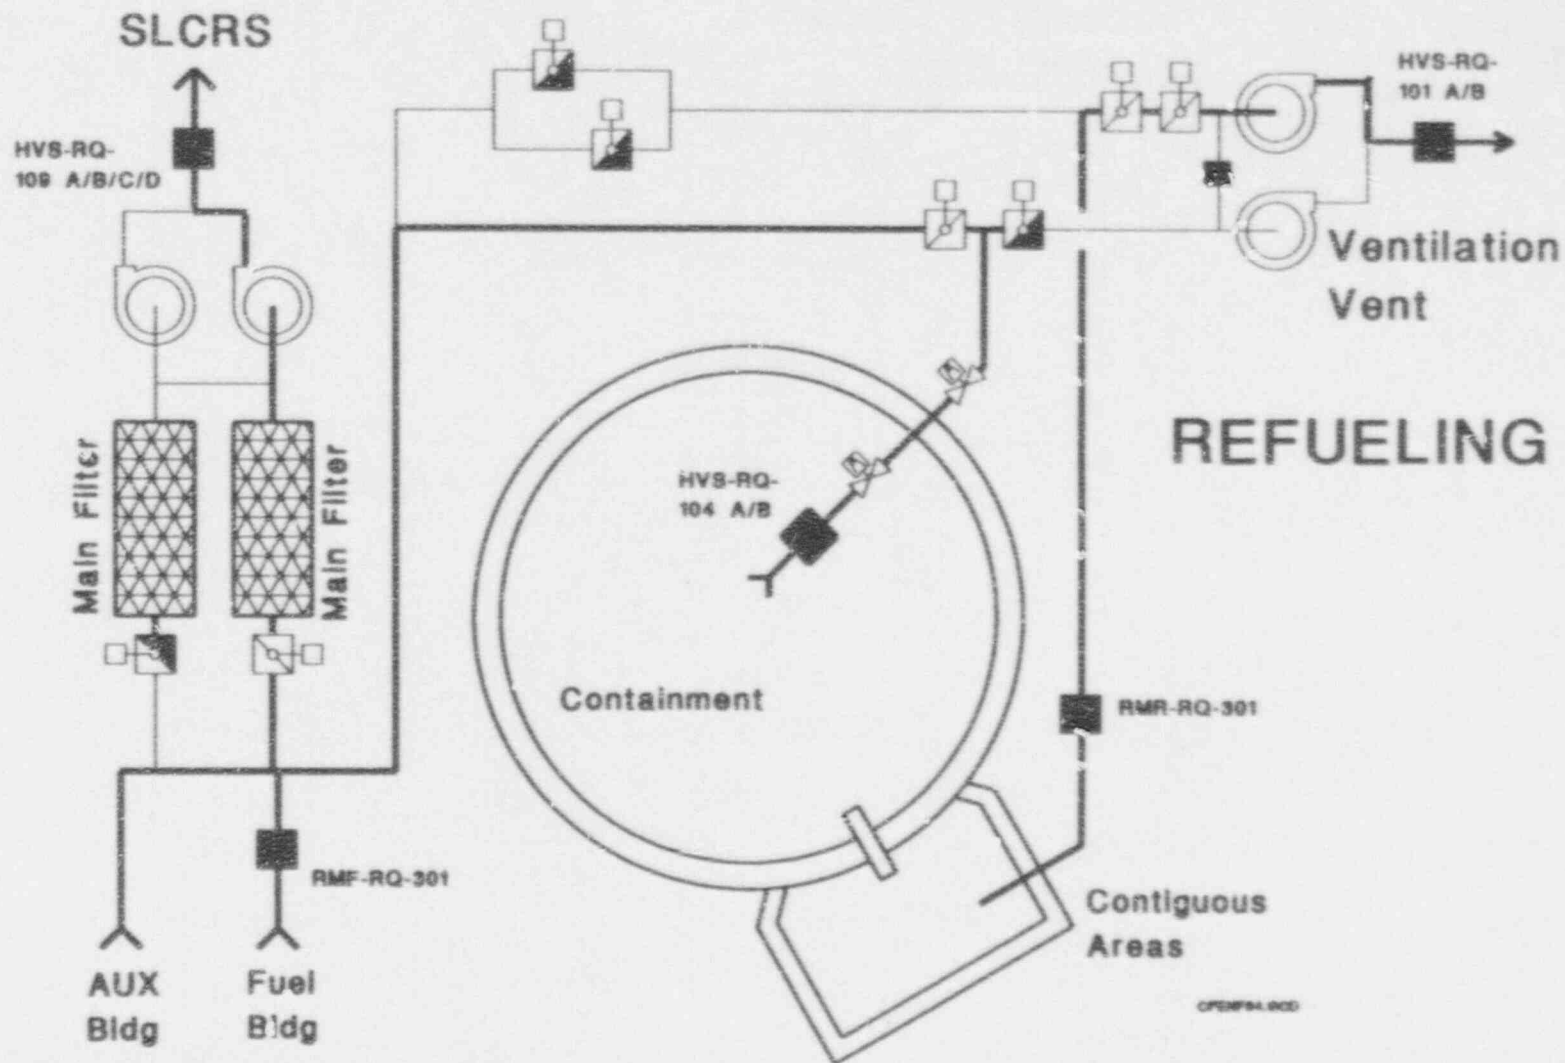 SLCRS
HVS-RQ-
109 A/B/C/D
HVS-RQ-
101 A/B
Ventilation
Vent
REFUELING
Main Filter
Main Filter
HVS-RQ-
104 A/B
Containment
RMR-RQ-301
RMF-RQ-301
Contiguous
Areas
AUX
Bldg
Fuel
Bldg